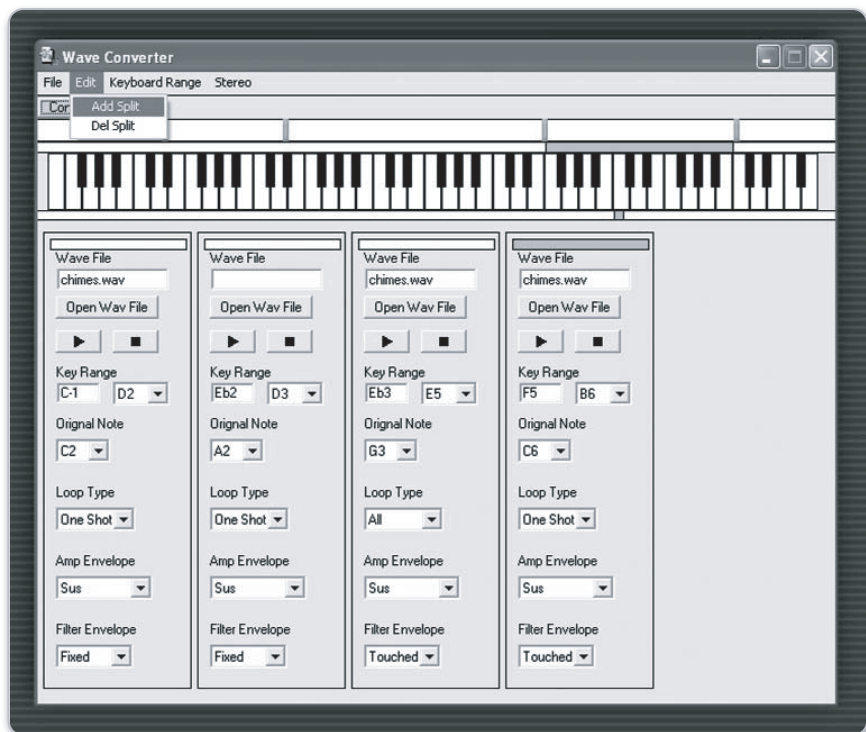 Wave Converter
File Edit Keyboard Range Stereo
Add Split
Del Split
Wave File Wave File Wave File Wave File
chimes.wav chimes.wav chimes.wav
Open Wav File Open Wav File Open Wav File Open Wav File
Key Range Key Range Key Range Key Range
C-1 D2 Eb2 D3 Eb3 E5 F5 B6
Orignal Note Orignal Note Orignal Note Orignal Note
C2 A2 G3 C6
Loop Type Loop Type Loop Type Loop Type
One Shot One Shot All One Shot
Amp Envelope Amp Envelope Amp Envelope Amp Envelope
Sus Sus Sus Sus
Filter Envelope Filter Envelope Filter Envelope Filter Envelope
Fixed Fixed Touched Touched